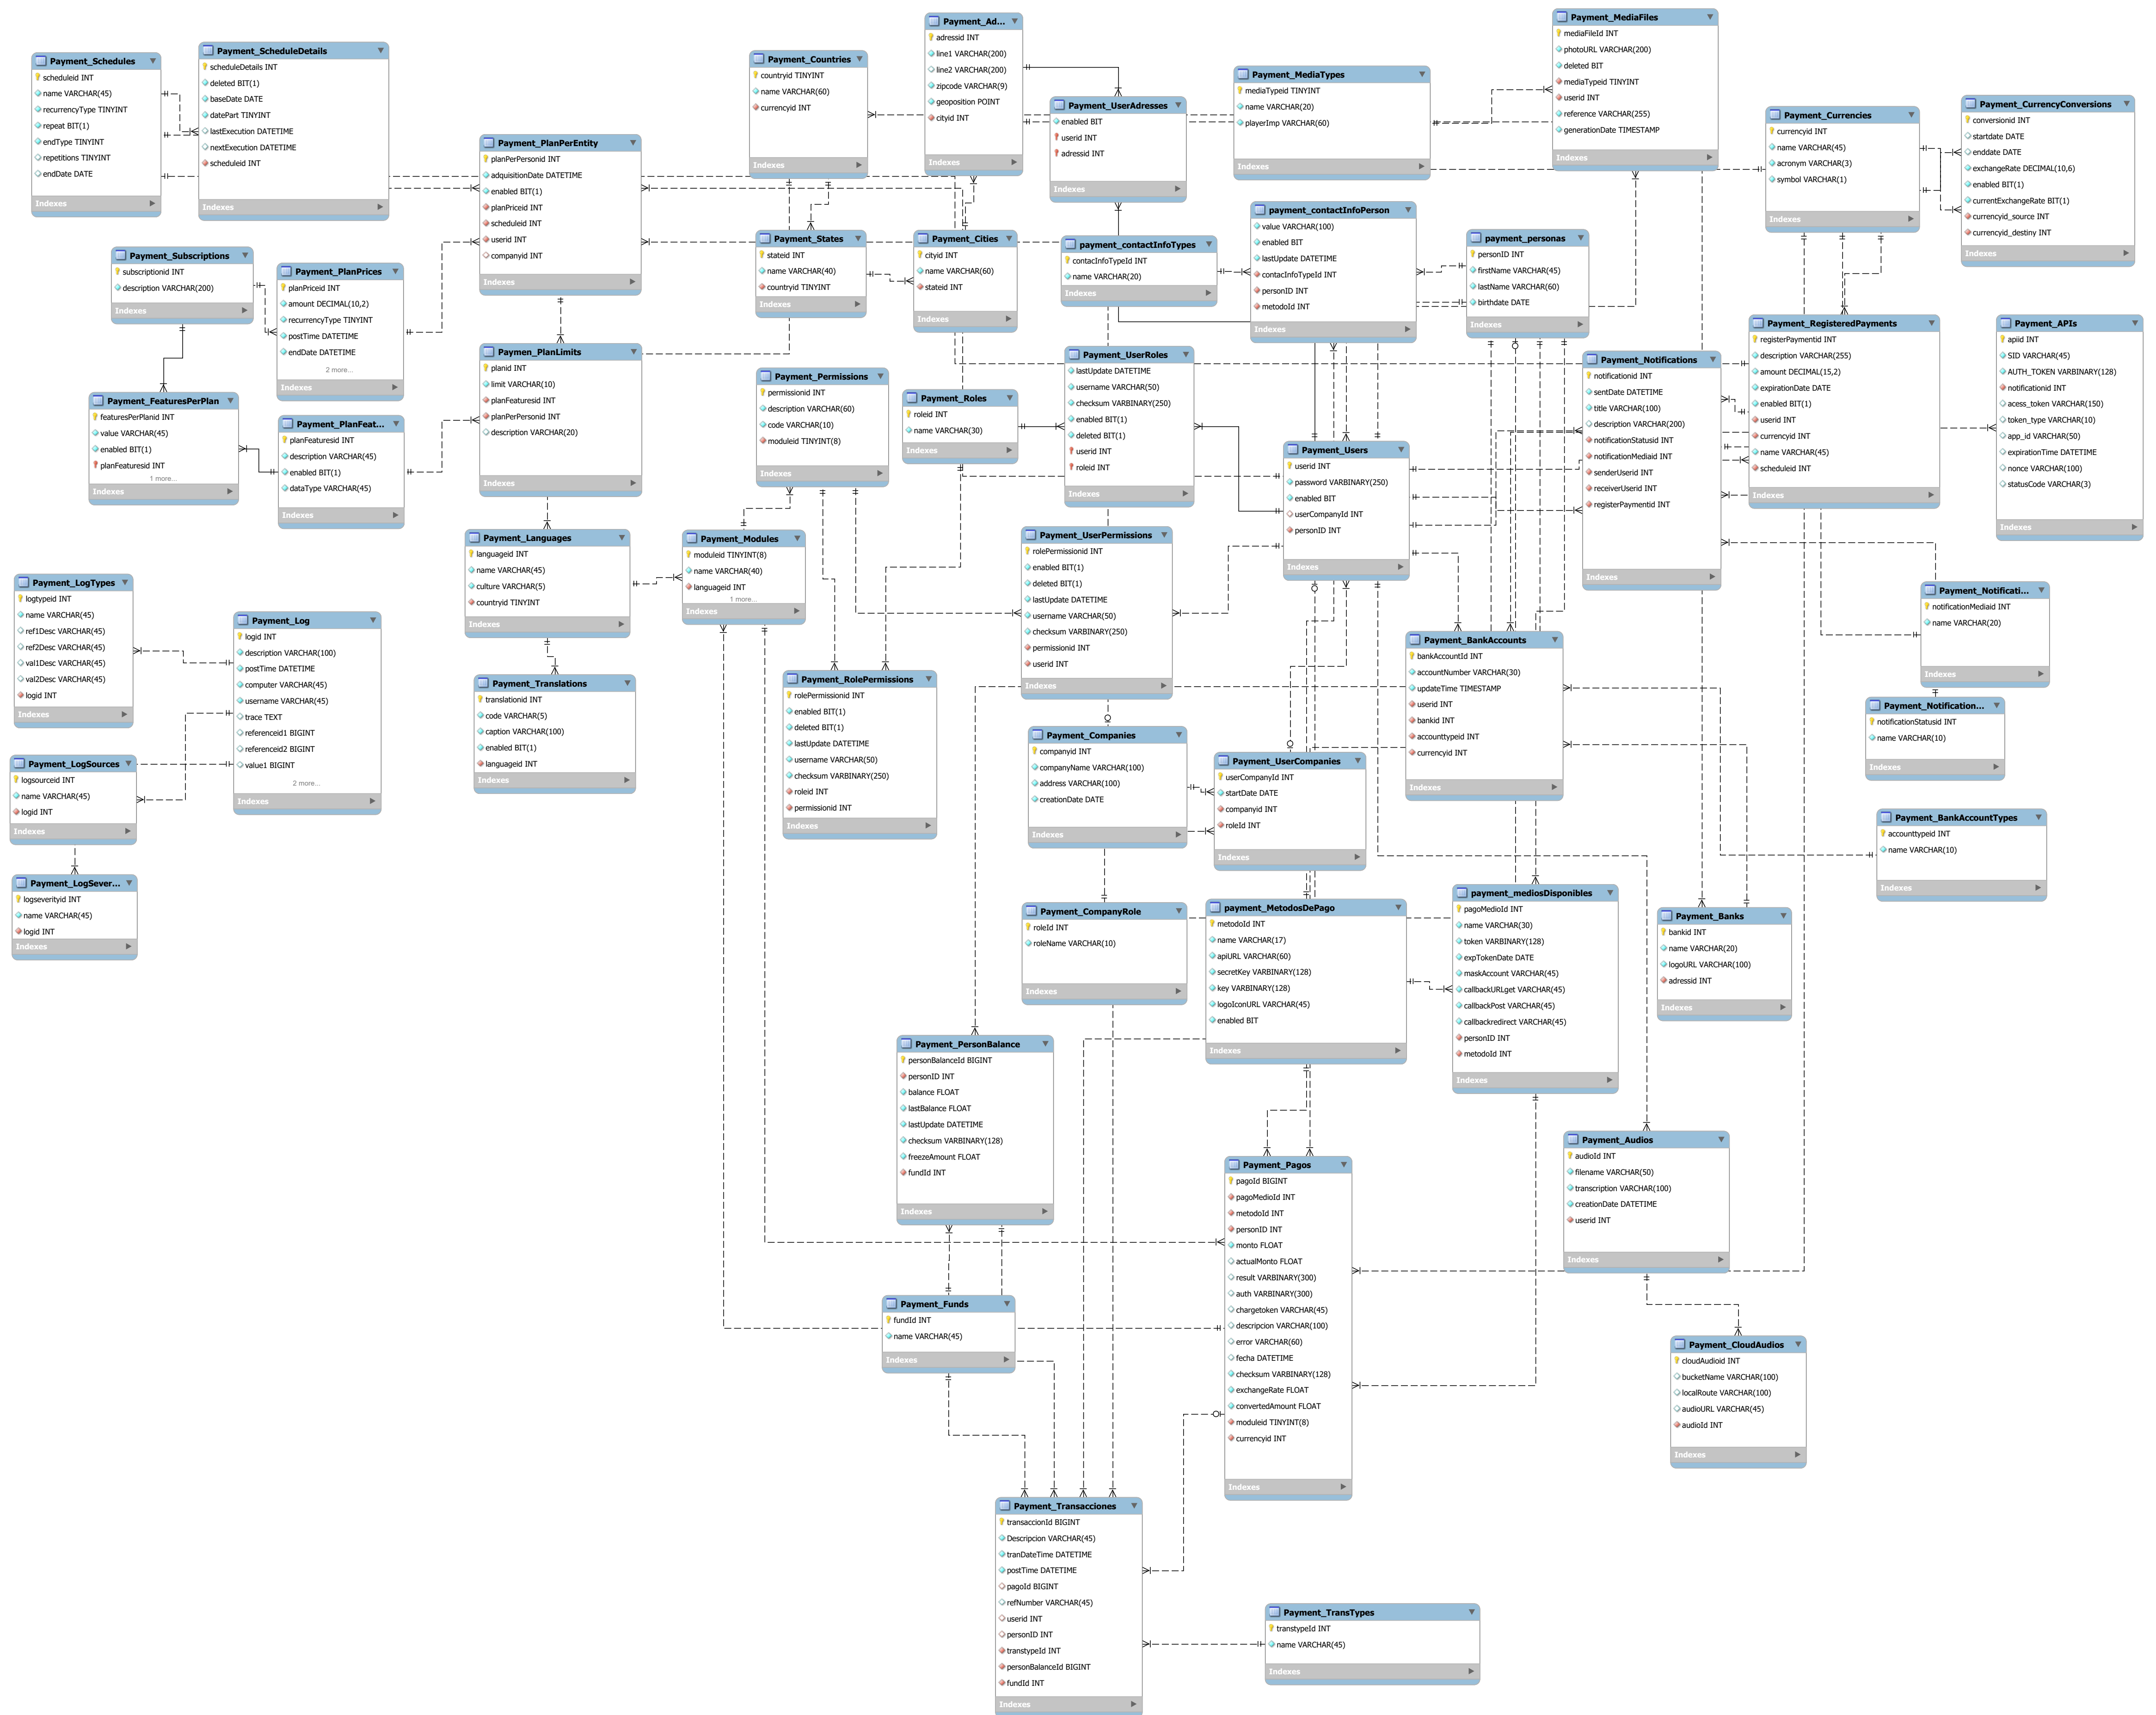 Payment_Schedules
scheduleid INT
name VARCHAR(45)
recurrencyType TINYINT
repeat BIT(1)
endType TINYINT
repetitions TINYINT
endDate DATE
Indexes
Payment_ScheduleDetails
scheduleDetails INT
deleted BIT(1)
baseDate DATE
datePart TINYINT
lastExecution DATETIME
nextExecution DATETIME
scheduleid INT
Indexes
Payment_PlanPerEntity
planPerPersonid INT
adquisitionDate DATETIME
enabled BIT(1)
planPriceid INT
scheduleid INT
userid INT
companyid INT
Indexes
Payment_Countries
countryid TINYINT
name VARCHAR(60)
currencyid INT
Indexes
Payment_Ad...
adressid INT
line1 VARCHAR(200)
line2 VARCHAR(200)
zipcode VARCHAR(9)
geoposition POINT
cityid INT
Indexes
Payment_UserAdresses
enabled BIT
userid INT
adressid INT
Indexes
Payment_MediaTypes
mediaTypeid TINYINT
name VARCHAR(20)
playerImp VARCHAR(60)
Indexes
Payment_MediaFiles
mediaFileId INT
photoURL VARCHAR(200)
deleted BIT
mediaTypeid TINYINT
userid INT
reference VARCHAR(255)
generationDate TIMESTAMP
Indexes
Payment_Currencies
currencyid INT
name VARCHAR(45)
acronym VARCHAR(3)
symbol VARCHAR(1)
Indexes
Payment_CurrencyConversions
conversionid INT
startdate DATE
enddate DATE
exchangeRate DECIMAL(10,6)
enabled BIT(1)
currentExchangeRate BIT(1)
currencyid_source INT
currencyid_destiny INT
Indexes
Payment_Subscriptions
subscriptionid INT
description VARCHAR(200)
Indexes
Payment_PlanPrices
planPriceid INT
amount DECIMAL(10,2)
recurrencyType TINYINT
postTime DATETIME
endDate DATETIME
2 more...
Indexes
Payment_States
stateid INT
name VARCHAR(40)
countryid TINYINT
Indexes
Payment_Cities
cityid INT
name VARCHAR(60)
stateid INT
Indexes
payment_contactInfoTypes
contacInfoTypeId INT
name VARCHAR(20)
Indexes
payment_contactInfoPerson
value VARCHAR(100)
enabled BIT
lastUpdate DATETIME
contacInfoTypeId INT
personID INT
metodoId INT
Indexes
payment_personas
personID INT
firstName VARCHAR(45)
lastName VARCHAR(60)
birthdate DATE
Indexes
Payment_FeaturesPerPlan
featuresPerPlanid INT
value VARCHAR(45)
enabled BIT(1)
planFeaturesid INT
1 more...
Indexes
Payment_PlanFeat...
planFeaturesid INT
description VARCHAR(45)
enabled BIT(1)
dataType VARCHAR(45)
Indexes
Paymen_PlanLimits
planid INT
limit VARCHAR(10)
planFeaturesid INT
planPerPersonid INT
description VARCHAR(20)
Indexes
Payment_Permissions
permissionid INT
description VARCHAR(60)
code VARCHAR(10)
moduleid TINYINT(8)
Indexes
Payment_Roles
roleid INT
name VARCHAR(30)
Indexes
Payment_UserRoles
lastUpdate DATETIME
username VARCHAR(50)
checksum VARBINARY(250)
enabled BIT(1)
deleted BIT(1)
userid INT
roleid INT
Indexes
Payment_Users
userid INT
password VARBINARY(250)
enabled BIT
userCompanyId INT
personID INT
Indexes
Payment_Notifications
notificationid INT
sentDate DATETIME
title VARCHAR(100)
description VARCHAR(200)
notificationStatusid INT
notificationMediaid INT
senderUserid INT
receiverUserid INT
registerPaymentid INT
Indexes
Payment_RegisteredPayments
registerPaymentid INT
description VARCHAR(255)
amount DECIMAL(15,2)
expirationDate DATE
enabled BIT(1)
userid INT
currencyid INT
name VARCHAR(45)
scheduleid INT
Indexes
Payment_APIs
apiid INT
SID VARCHAR(45)
AUTH_TOKEN VARBINARY(128)
notificationid INT
acess_token VARCHAR(150)
token_type VARCHAR(10)
app_id VARCHAR(50)
expirationTime DATETIME
nonce VARCHAR(100)
statusCode VARCHAR(3)
Indexes
Payment_Languages
languageid INT
name VARCHAR(45)
culture VARCHAR(5)
countryid TINYINT
Indexes
Payment_Modules
moduleid TINYINT(8)
name VARCHAR(40)
languageid INT
1 more...
Indexes
Payment_UserPermissions
rolePermissionid INT
enabled BIT(1)
deleted BIT(1)
lastUpdate DATETIME
username VARCHAR(50)
checksum VARBINARY(250)
permissionid INT
userid INT
Indexes
Payment_LogTypes
logtypeid INT
name VARCHAR(45)
ref1Desc VARCHAR(45)
ref2Desc VARCHAR(45)
val1Desc VARCHAR(45)
val2Desc VARCHAR(45)
logid INT
Indexes
Payment_Log
logid INT
description VARCHAR(100)
postTime DATETIME
computer VARCHAR(45)
username VARCHAR(45)
trace TEXT
referenceid1 BIGINT
referenceid2 BIGINT
value1 BIGINT
2 more...
Indexes
Payment_Translations
translationid INT
code VARCHAR(5)
caption VARCHAR(100)
enabled BIT(1)
languageid INT
Indexes
Payment_RolePermissions
rolePermissionid INT
enabled BIT(1)
deleted BIT(1)
lastUpdate DATETIME
username VARCHAR(50)
checksum VARBINARY(250)
roleid INT
permissionid INT
Indexes
Payment_BankAccounts
bankAccountId INT
accountNumber VARCHAR(30)
updateTime TIMESTAMP
userid INT
bankid INT
accounttypeid INT
currencyid INT
Indexes
Payment_Notificati...
notificationMediaid INT
name VARCHAR(20)
Indexes
Payment_Notification...
notificationStatusid INT
name VARCHAR(10)
Indexes
Payment_LogSources
logsourceid INT
name VARCHAR(45)
logid INT
Indexes
Payment_Companies
companyid INT
companyName VARCHAR(100)
address VARCHAR(100)
creationDate DATE
Indexes
Payment_UserCompanies
userCompanyId INT
startDate DATE
companyid INT
roleId INT
Indexes
Payment_BankAccountTypes
accounttypeid INT
name VARCHAR(10)
Indexes
Payment_LogSever...
logseverityid INT
name VARCHAR(45)
logid INT
Indexes
Payment_CompanyRole
roleId INT
roleName VARCHAR(10)
Indexes
payment_MetodosDePago
metodoId INT
name VARCHAR(17)
apiURL VARCHAR(60)
secretKey VARBINARY(128)
key VARBINARY(128)
logoIconURL VARCHAR(45)
enabled BIT
Indexes
payment_mediosDisponibles
pagoMedioId INT
name VARCHAR(30)
token VARBINARY(128)
expTokenDate DATE
maskAccount VARCHAR(45)
callbackURLget VARCHAR(45)
callbackPost VARCHAR(45)
callbackredirect VARCHAR(45)
personID INT
metodoId INT
Indexes
Payment_Banks
bankid INT
name VARCHAR(20)
logoURL VARCHAR(100)
adressid INT
Indexes
Payment_PersonBalance
personBalanceId BIGINT
personID INT
balance FLOAT
lastBalance FLOAT
lastUpdate DATETIME
checksum VARBINARY(128)
freezeAmount FLOAT
fundId INT
Indexes
Payment_Pagos
pagoId BIGINT
pagoMedioId INT
metodoId INT
personID INT
monto FLOAT
actualMonto FLOAT
result VARBINARY(300)
auth VARBINARY(300)
chargetoken VARCHAR(45)
descripcion VARCHAR(100)
error VARCHAR(60)
fecha DATETIME
checksum VARBINARY(128)
exchangeRate FLOAT
convertedAmount FLOAT
moduleid TINYINT(8)
currencyid INT
Indexes
Payment_Audios
audioId INT
filename VARCHAR(50)
transcription VARCHAR(100)
creationDate DATETIME
userid INT
Indexes
Payment_Funds
fundId INT
name VARCHAR(45)
Indexes
Payment_CloudAudios
cloudAudioid INT
bucketName VARCHAR(100)
localRoute VARCHAR(100)
audioURL VARCHAR(45)
audioId INT
Indexes
Payment_Transacciones
transaccionId BIGINT
Descripcion VARCHAR(45)
tranDateTime DATETIME
postTime DATETIME
pagoId BIGINT
refNumber VARCHAR(45)
userid INT
personID INT
transtypeId INT
personBalanceId BIGINT
fundId INT
Indexes
Payment_TransTypes
transtypeId INT
name VARCHAR(45)
Indexes